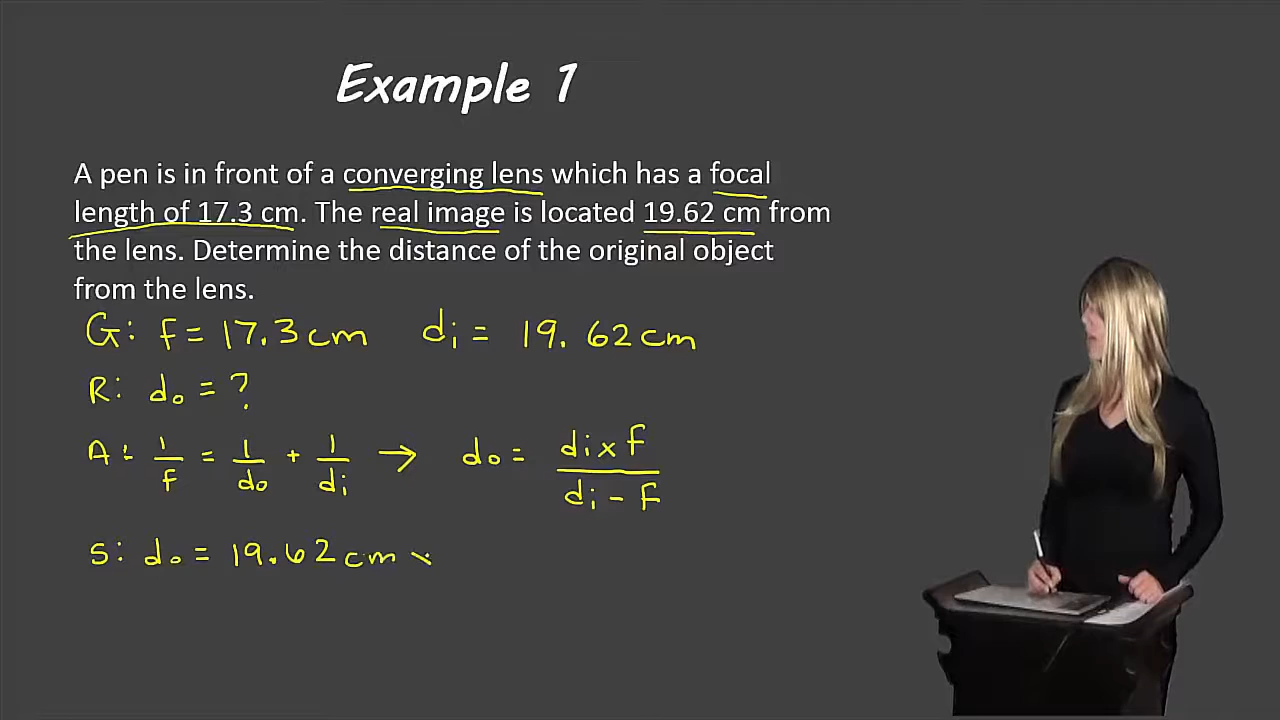 Example 1
A pen is in front of a converging lens which has a focal
length of 17.3 cm. The real image is located 19.62 cm from
the lens. Determine the distance of the original object
from the lens.
G: f = 17.3 cm   di = 19.62 cm
R: do = ?
A: 1/f = 1/do + 1/di → do = di x f / di - f
S: do = 19.62 cm x